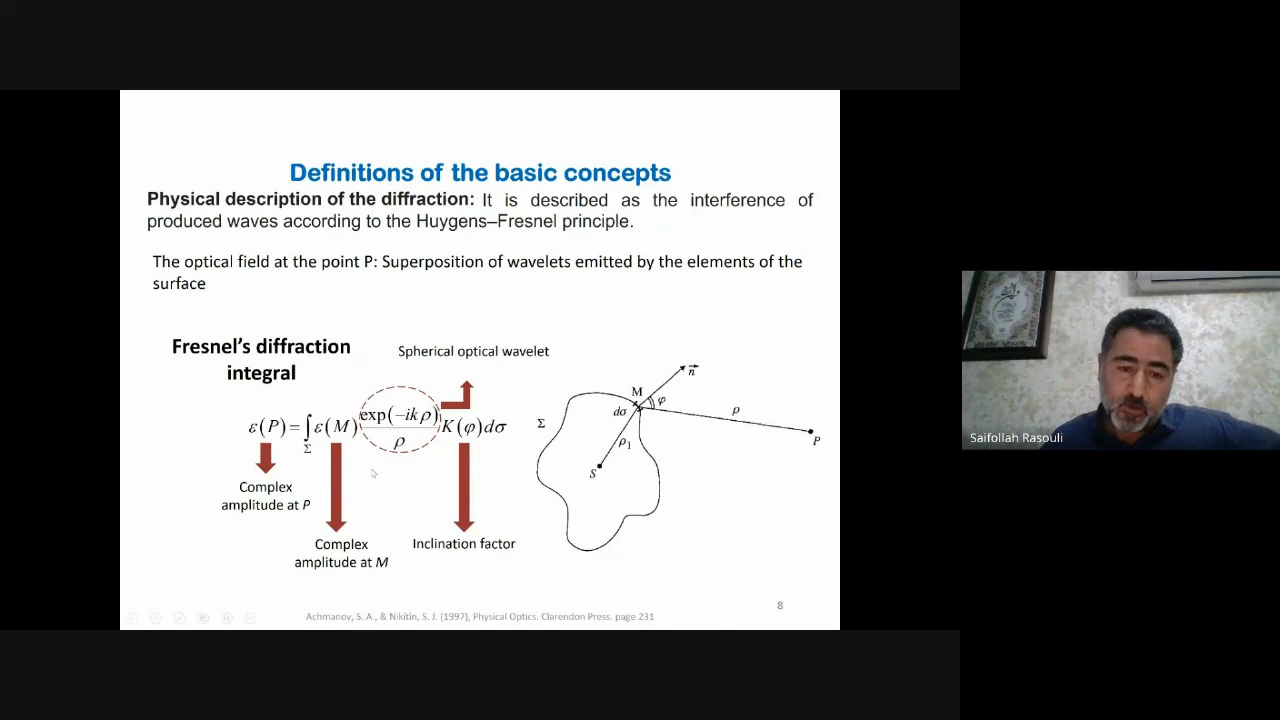 Definitions of the basic concepts
Physical description of the diffraction: It is described as the interference of
produced waves according to the Huygens–Fresnel principle.
The optical field at the point P: Superposition of wavelets emitted by the elements of the
surface
Fresnel's diffraction
integral
Spherical optical wavelet
ε(P) = ∫_Σ ε(M) exp(−ikρ)/ρ K(φ)dσ
Complex
amplitude at P
Complex
amplitude at M
Inclination factor
M
n⃗
dσ
φ
ρ
Σ
ρ₁
P
S
Achmanov, S. A., & Nikitin, S. J. (1997), Physical Optics. Clarendon Press. page 231
8
Saifollah Rasouli